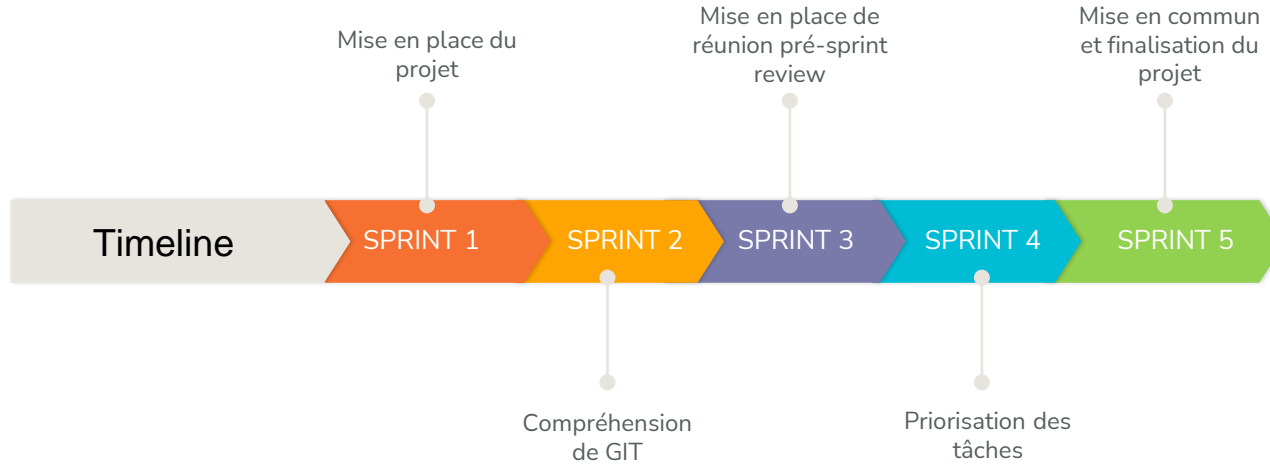 Mise en place du
projet
Mise en place de
réunion pré-sprint
review
Mise en commun
et finalisation du
projet
Timeline
SPRINT 1
SPRINT 2
SPRINT 3
SPRINT 4
SPRINT 5
Compréhension
de GIT
Priorisation des
tâches